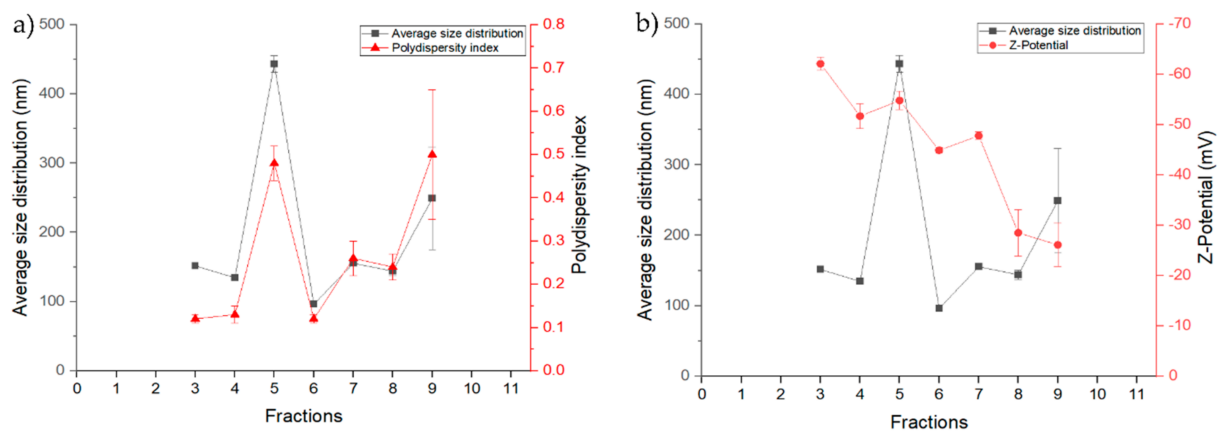 a)
Average size distribution
Polydispersity index
500
400
300
200
100
0
Average size distribution (nm)
0 1 2 3 4 5 6 7 8 9 10 11
Fractions
0.8
0.7
0.6
0.5
0.4
0.3
0.2
0.1
0.0
Polydispersity index
b)
Average size distribution
Z-Potential
500
400
300
200
100
0
Average size distribution (nm)
0 1 2 3 4 5 6 7 8 9 10 11
Fractions
-70
-60
-50
-40
-30
-20
-10
0
Z-Potential (mV)